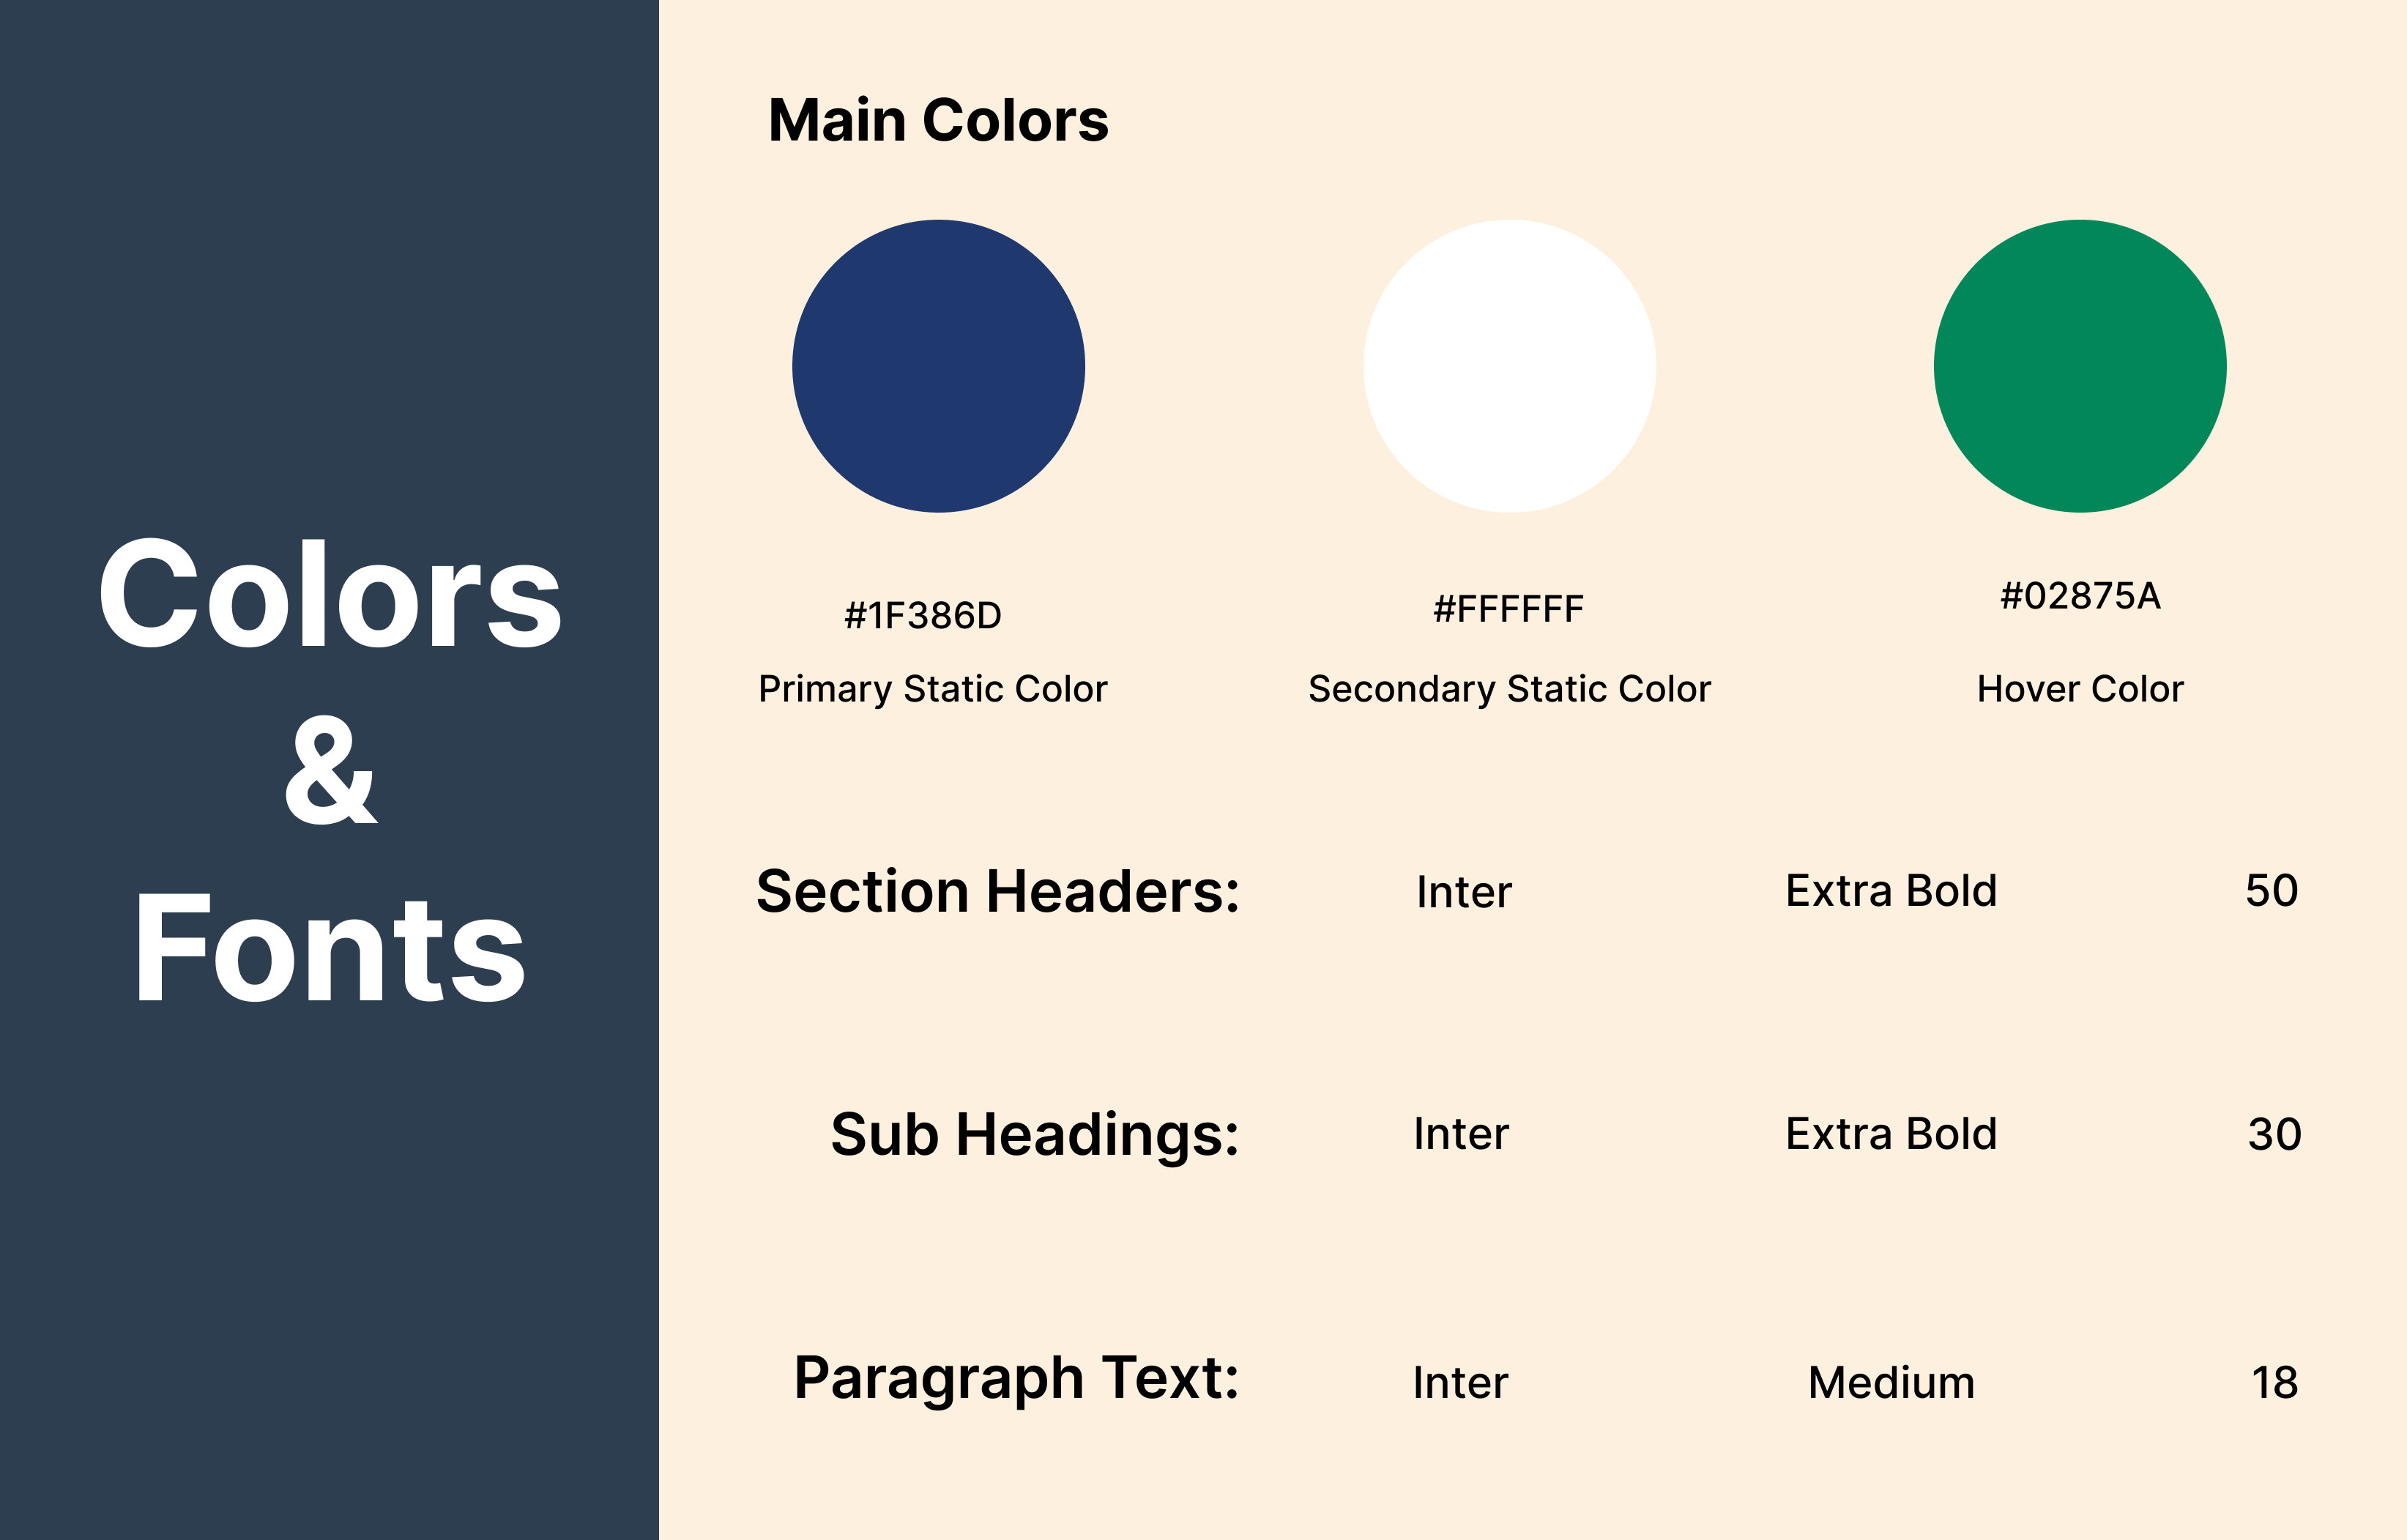 Colors
&
Fonts
Main Colors
#1F386D
#FFFFFF
#02875A
Primary Static Color
Secondary Static Color
Hover Color
Section Headers: Inter Extra Bold 50
Sub Headings: Inter Extra Bold 30
Paragraph Text: Inter Medium 18